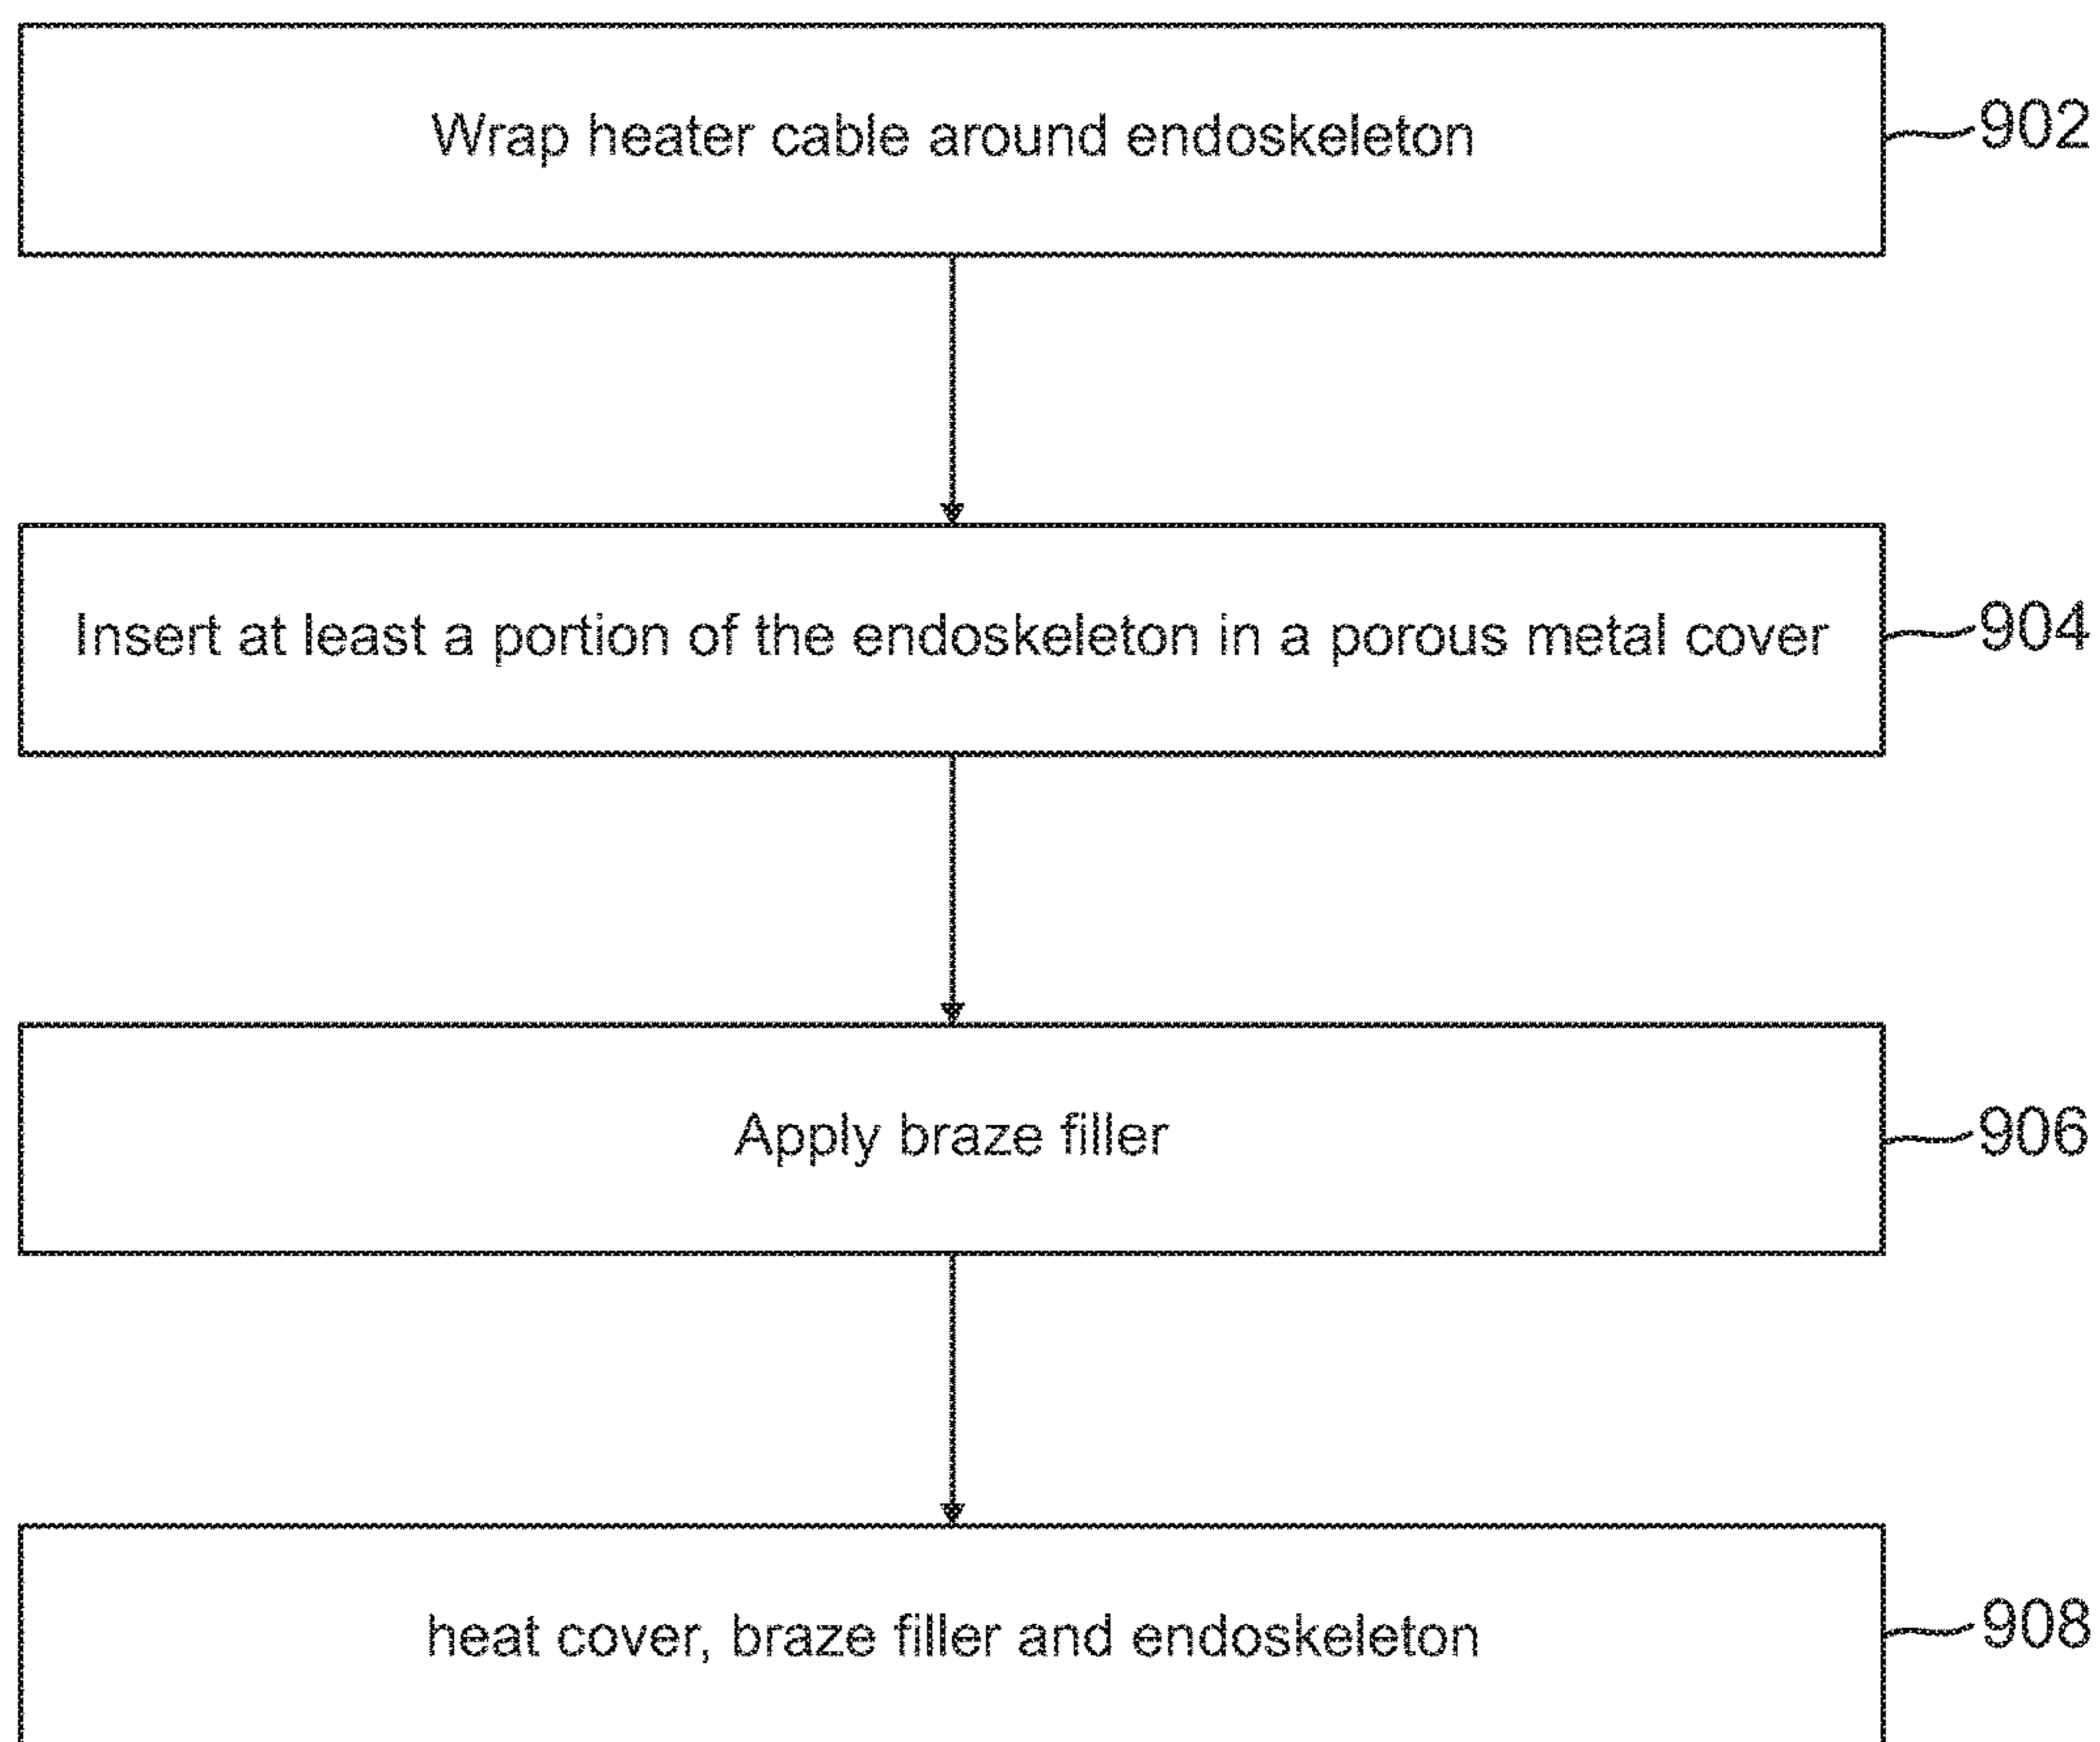 Wrap heater cable around endoskeleton
902
Insert at least a portion of the endoskeleton in a porous metal cover
904
Apply braze filler
906
heat cover, braze filler and endoskeleton
908